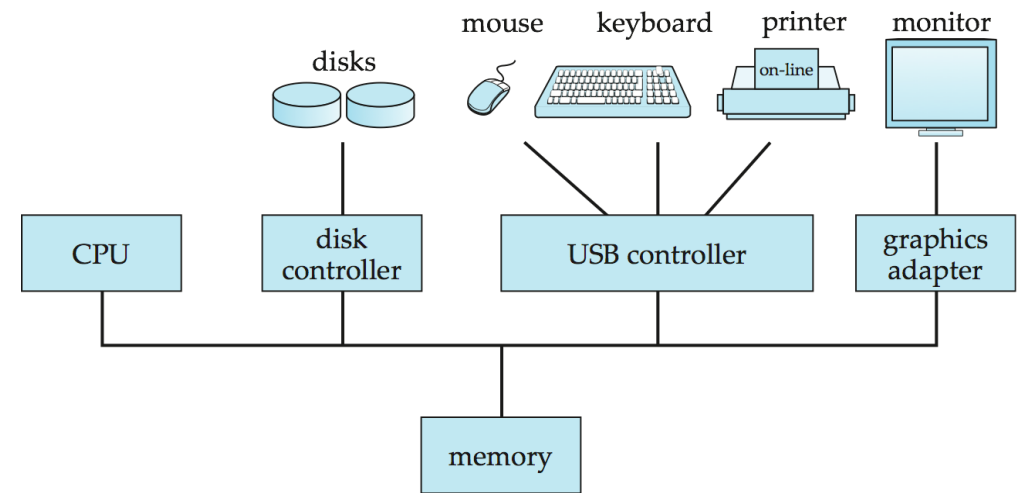 mouse
keyboard
printer
monitor
disks
on-line
CPU
disk
controller
USB controller
graphics
adapter
memory